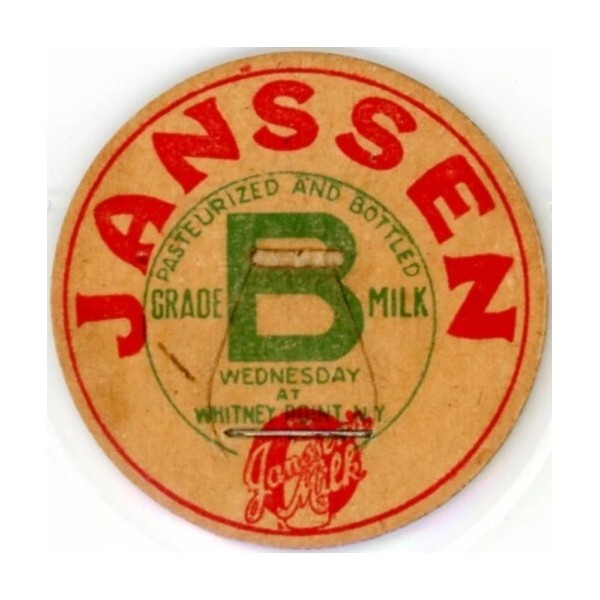 JANSSEN
PASTEURIZED AND BOTTLED
GRADE B MILK
WEDNESDAY
AT
WHITNEY POINT N.Y.
Janssen's
Milk